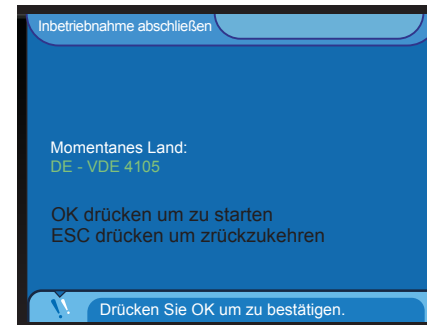 Inbetriebnahme abschließen
Momentanes Land:
DE - VDE 4105
OK drücken um zu starten
ESC drücken um zrückzukehren
Drücken Sie OK um zu bestätigen.